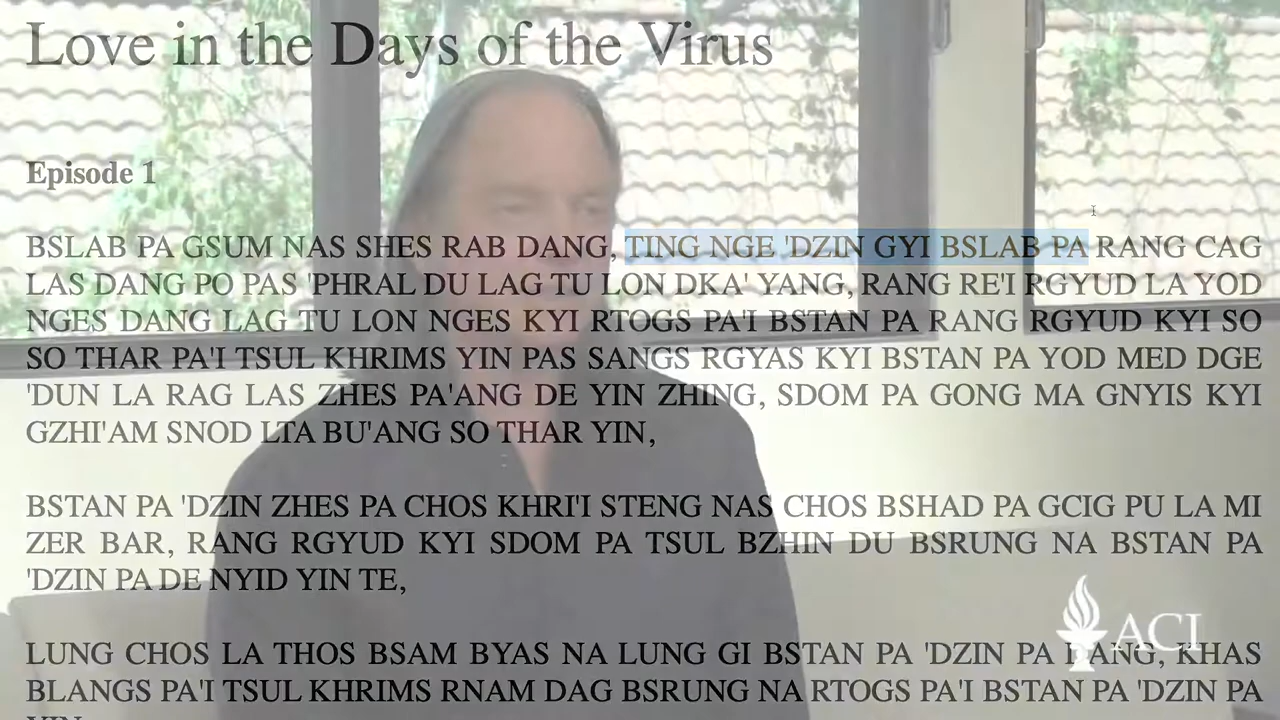 Love in the Days of the Virus
Episode 1
BSLAB PA GSUM NAS SHES RAB DANG, TING NGE 'DZIN GYI BSLAB PA RANG CAG
LAS DANG PO PAS 'PHRAL DU LAG TU LON DKA' YANG, RANG RE'I RGYUD LA YOD
NGES DANG LAG TU LON NGES KYI RTOGS PA'I BSTAN PA RANG RGYUD KYI SO
SO THAR PA'I TSUL KHRIMS YIN PAS SANGS RGYAS KYI BSTAN PA YOD MED DGE
'DUN LA RAG LAS ZHES PA'ANG DE YIN ZHING, SDOM PA GONG MA GNYIS KYI
GZHI'AM SNOD LTA BU'ANG SO THAR YIN,
BSTAN PA 'DZIN ZHES PA CHOS KHRI'I STENG NAS CHOS BSHAD PA GCIG PU LA MI
ZER BAR, RANG RGYUD KYI SDOM PA TSUL BZHIN DU BSRUNG NA BSTAN PA
'DZIN PA DE NYID YIN TE,
LUNG CHOS LA THOS BSAM BYAS NA LUNG GI BSTAN PA 'DZIN PA DANG, KHAS
BLANGS PA'I TSUL KHRIMS RNAM DAG BSRUNG NA RTOGS PA'I BSTAN PA 'DZIN PA
ACI